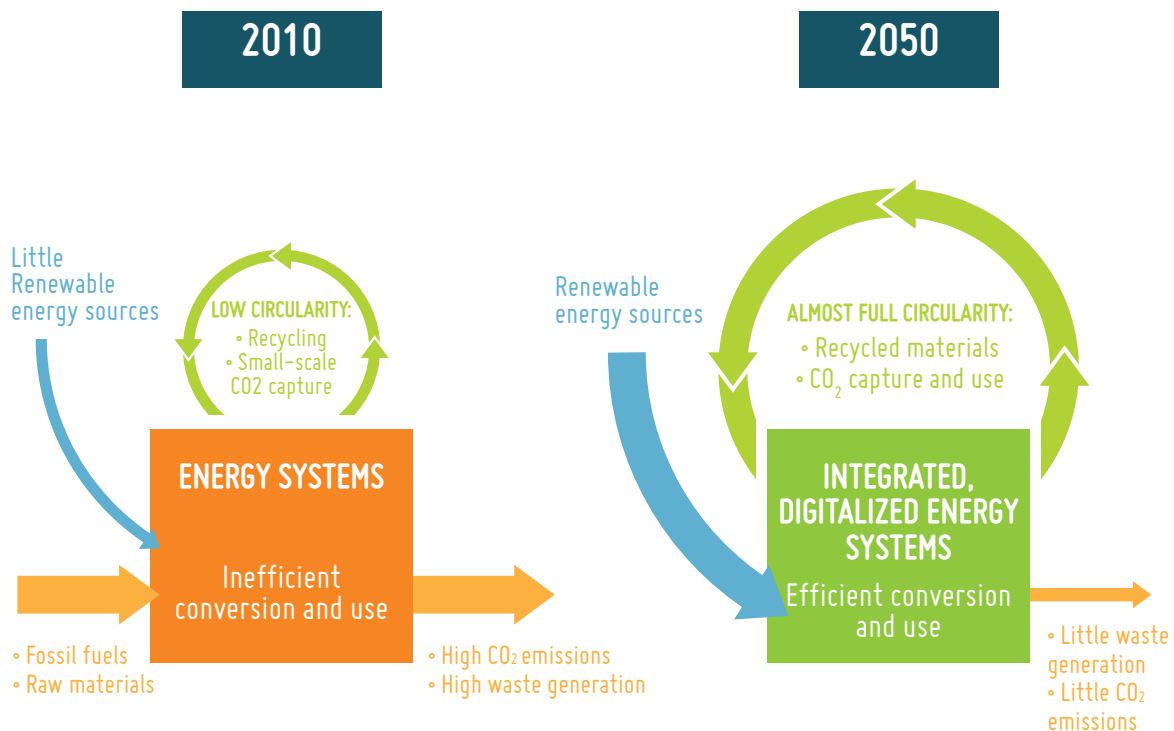 2010
Little
Renewable
energy sources
LOW CIRCULARITY:
◦ Recycling
◦ Small-scale
CO2 capture
ENERGY SYSTEMS
Inefficient
conversion and use
◦ Fossil fuels
◦ Raw materials
◦ High CO₂ emissions
◦ High waste generation
2050
Renewable
energy sources
ALMOST FULL CIRCULARITY:
◦ Recycled materials
◦ CO₂ capture and use
INTEGRATED,
DIGITALIZED ENERGY
SYSTEMS
Efficient conversion
and use
◦ Little waste
generation
◦ Little CO₂
emissions